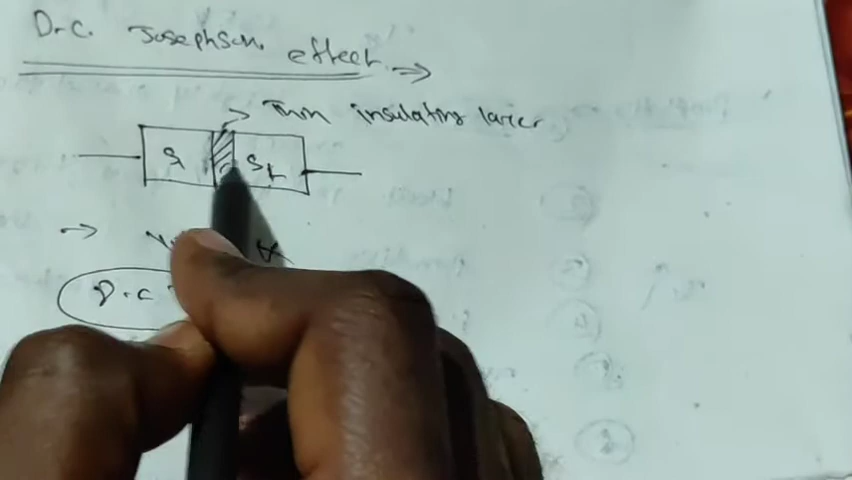 D.C. Josephson effect →
→ Thin insulating layer
S₁ S₂
→
D.C